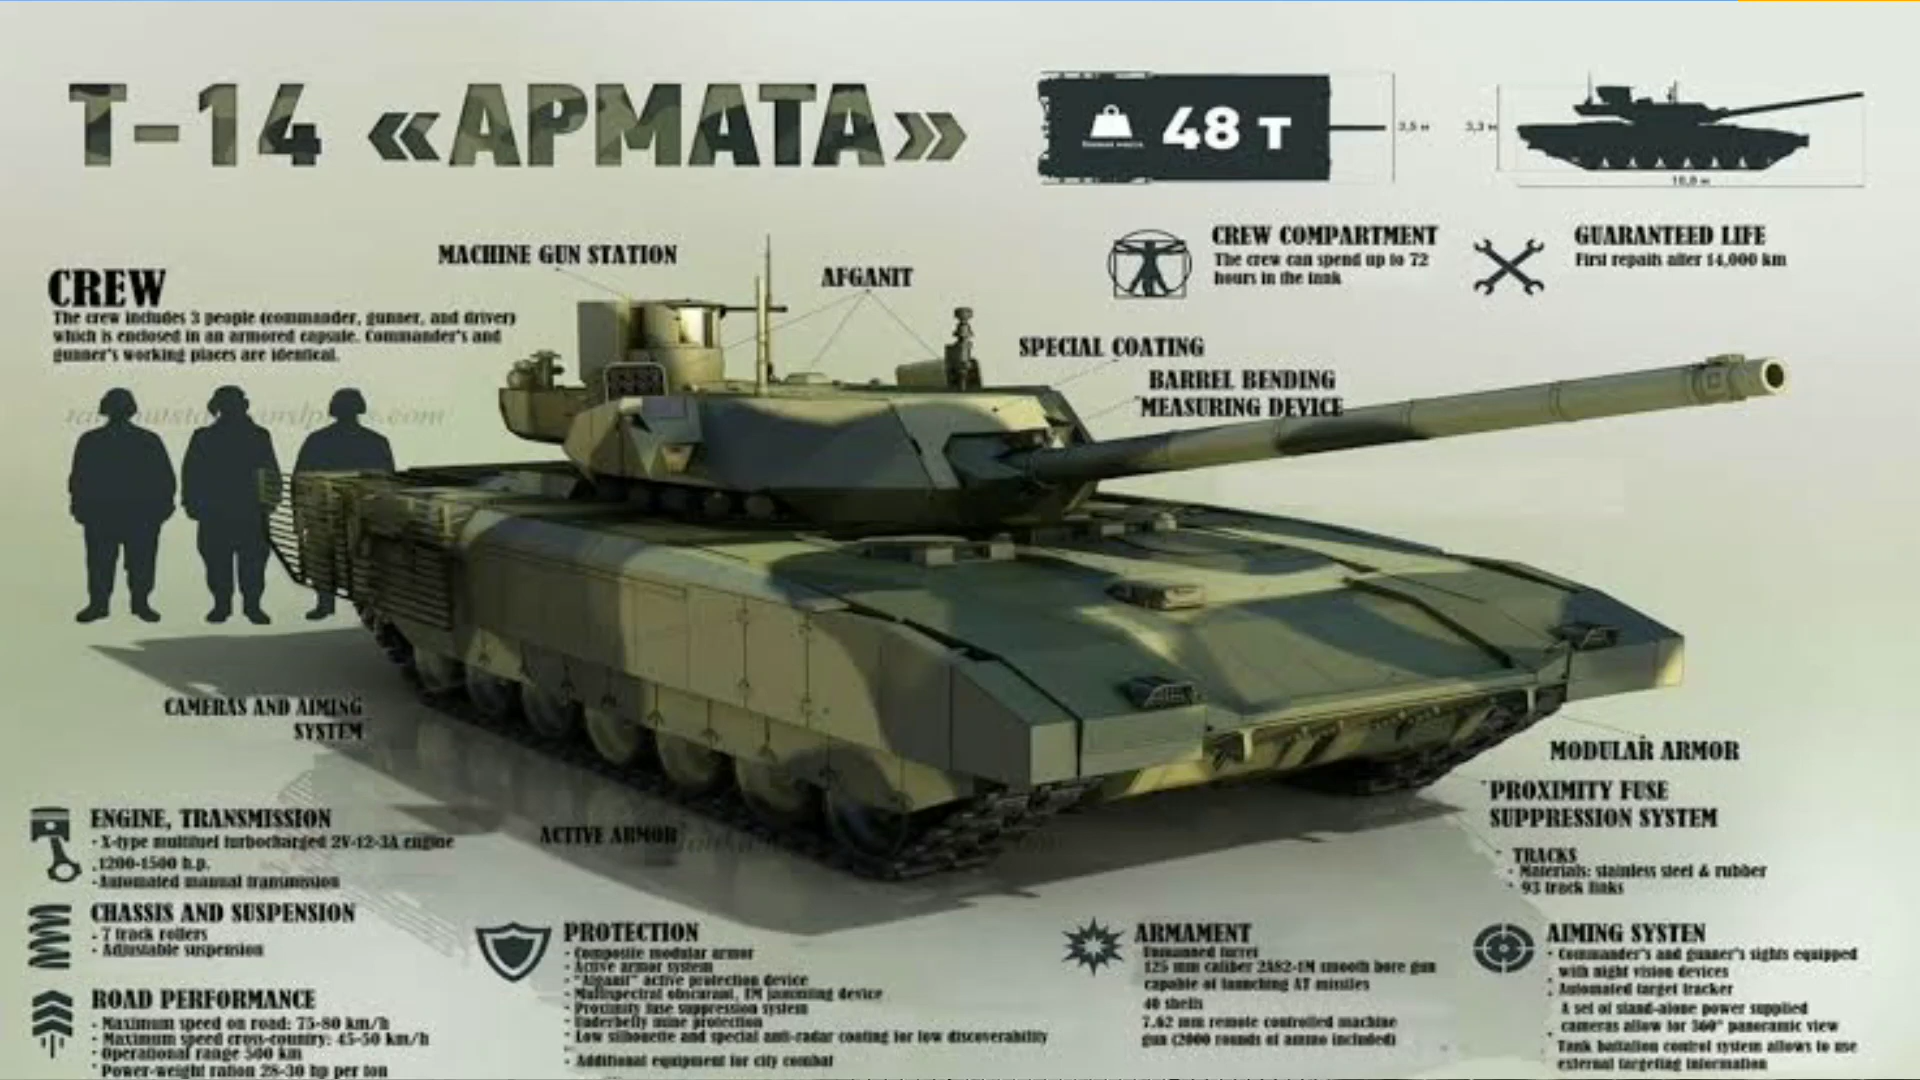 Т-14 «АРМАТА»
48 т
3,5 м
3,3 м
10,8 м
CREW COMPARTMENT
The crew can spend up to 72
hours in the tank
GUARANTEED LIFE
First repairs after 14,000 km
MACHINE GUN STATION
AFGANIT
CREW
The crew includes 3 people (commander, gunner, and driver)
which is enclosed in an armored capsule. Commander's and
gunner's working places are identical.
SPECIAL COATING
BARREL BENDING
MEASURING DEVICE
CAMERAS AND AIMING
SYSTEM
ACTIVE ARMOR
MODULAR ARMOR
PROXIMITY FUSE
SUPPRESSION SYSTEM
TRACKS
- Materials: stainless steel & rubber
- 93 track links
ENGINE, TRANSMISSION
- X-type multifuel turbocharged 2V-12-3A engine
.1200-1500 h.p.
-Automated manual transmission
CHASSIS AND SUSPENSION
- 7 track rollers
- Adjustable suspension
ROAD PERFORMANCE
- Maximum speed on road: 75-80 km/h
- Maximum speed cross-country: 45-50 km/h
- Operational range 500 km
- Power-weight ration 28-30 hp per ton
PROTECTION
- Composite modular armor
- Active armor system
- "Afganit" active protection device
- Multispectral obscurant, EM jamming device
- Proximity fuse suppression system
- Underbelly mine protection
- Low silhouette and special anti-radar coating for low discoverability
- Additional equipment for city combat
ARMAMENT
Unmanned turret
125 mm caliber 2A82-1M smooth bore gun
capable of launching AT missiles
40 shells
7.62 mm remote controlled machine
gun (2000 rounds of ammo included)
AIMING SYSTEN
- Commander's and gunner's sights equipped
with night vision devices
- Automated target tracker
- A set of stand-alone power supplied
cameras allow for 360° panoramic view
- Tank battalion control system allows to use
external targeting information